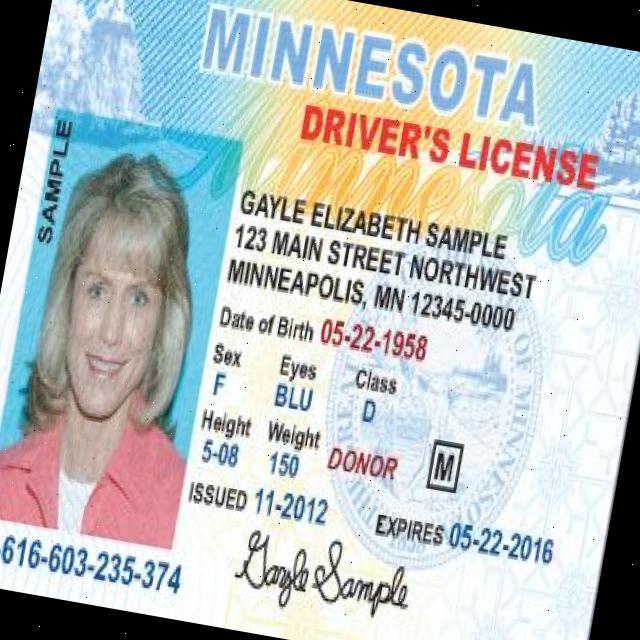 MINNESOTA
DRIVER'S LICENSE
SAMPLE
GAYLE ELIZABETH SAMPLE
123 MAIN STREET NORTHWEST
MINNEAPOLIS, MN 12345-0000
Date of Birth 05-22-1958
Sex Eyes Class
F BLU D
Height Weight
5-08 150 DONOR M
ISSUED 11-2012 EXPIRES 05-22-2016
Gayle Sample
616-603-235-374
Minnesota